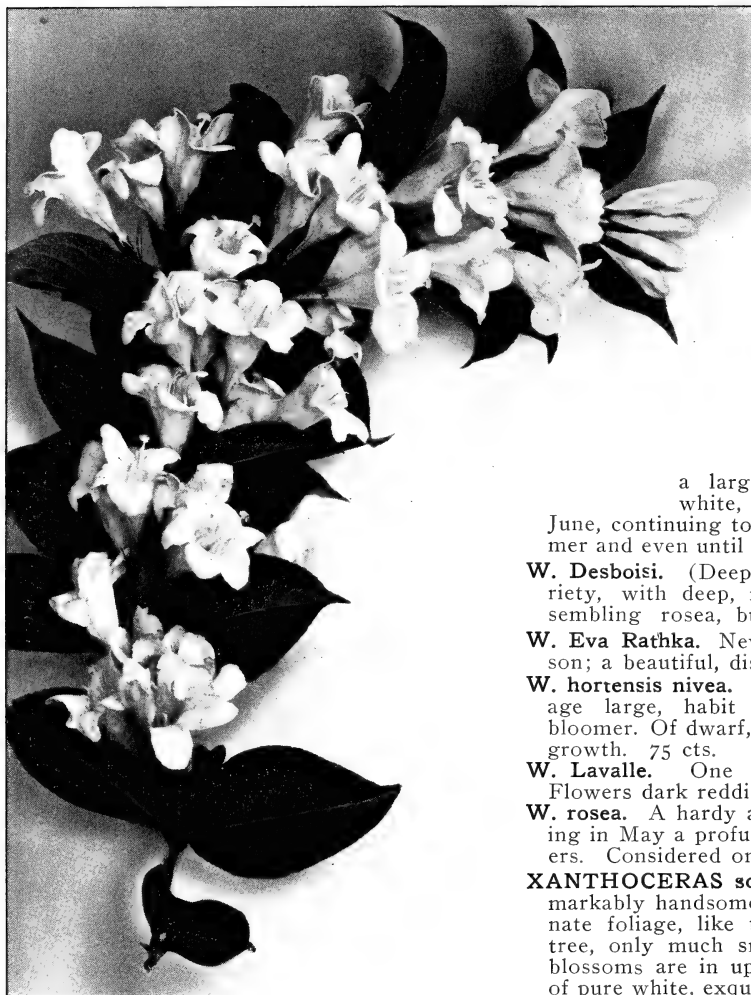 a larg
white,
June, continuing to
mer and even until
W. Desboisi. (Deep
riety, with deep,
sembling rosea, bu
W. Eva Rathka. Nev
son; a beautiful, dis
W. hortensis nivea.
age large, habit
bloomer. Of dwarf,
growth. 75 cts.
W. Lavalle. One
Flowers dark reddi
W. rosea. A hardy a
ing in May a profu
ers. Considered or
XANTHOCERAS so
markably handsome
nate foliage, like
tree, only much sr
blossoms are in up
of pure white, exqu